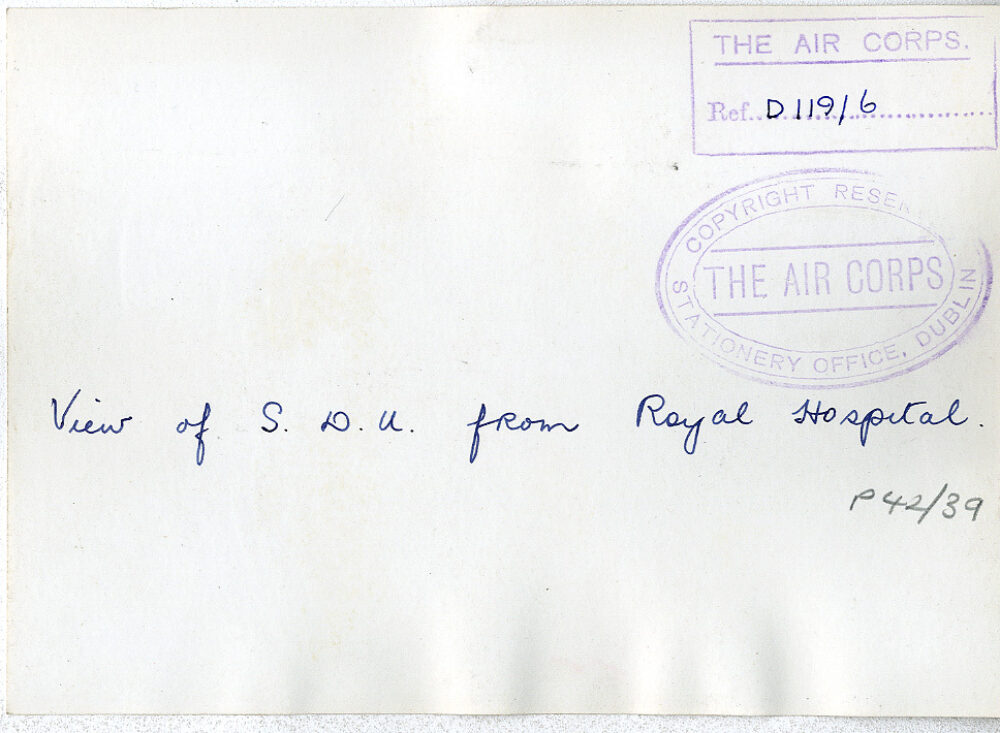 THE AIR CORPS.
Ref. D119/6
COPYRIGHT
THE AIR CORPS
STATIONERY OFFICE, DUBLIN
View of S. D. U. from Royal Hospital.
P42/39